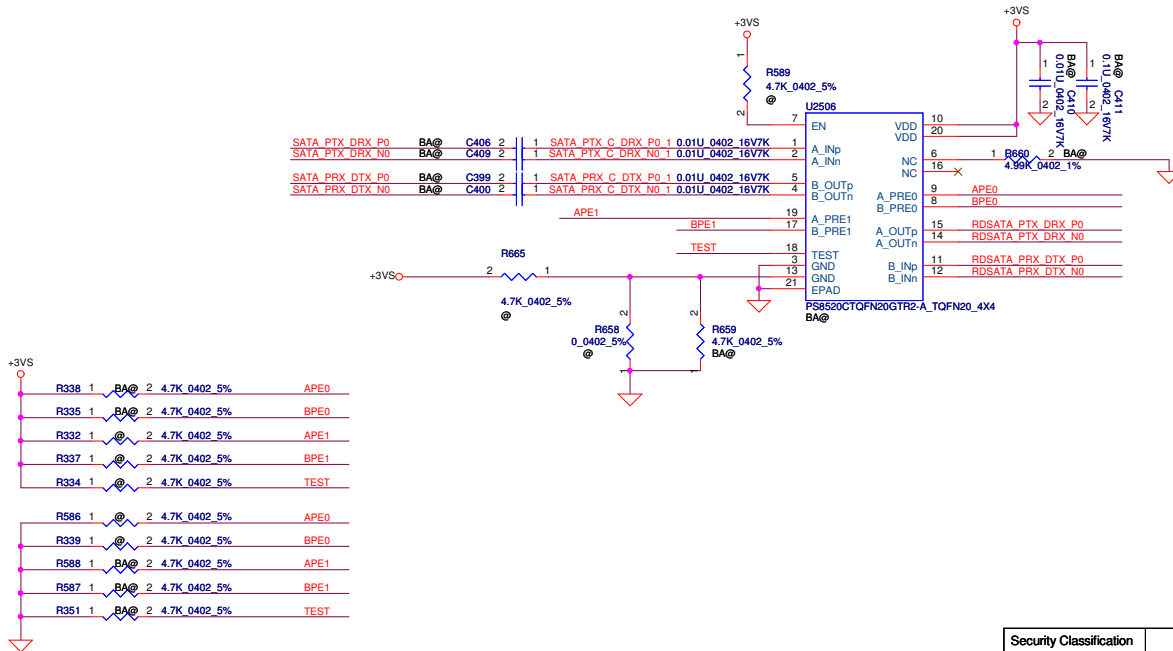 +3VS
+3VS
1
R589
4.7K_0402_5%
@
2
1
BA@ C410
0.01U_0402_16V7K
2
1
BA@ C411
0.1U_0402_16V7K
2
U2506
7 EN
VDD 10
VDD 20
SATA_PTX_DRX_P0 BA@ C406 2 1 SATA_PTX_C_DRX_P0_1 0.01U_0402_16V7K 1 A_INp
SATA_PTX_DRX_N0 BA@ C409 2 1 SATA_PTX_C_DRX_N0_1 0.01U_0402_16V7K 2 A_INn
NC 6 1 R660 2 BA@
4.99K_0402_1%
NC 16
SATA_PRX_DTX_P0 BA@ C399 2 1 SATA_PRX_C_DTX_P0_1 0.01U_0402_16V7K 5 B_OUTp
SATA_PRX_DTX_N0 BA@ C400 2 1 SATA_PRX_C_DTX_N0_1 0.01U_0402_16V7K 4 B_OUTn
A_PRE0 9 APE0
B_PRE0 8 BPE0
APE1 19 A_PRE1
BPE1 17 B_PRE1
A_OUTp 15 RDSATA_PTX_DRX_P0
A_OUTn 14 RDSATA_PTX_DRX_N0
TEST 18 TEST
3 GND
13 GND
21 EPAD
B_INp 11 RDSATA_PRX_DTX_P0
B_INn 12 RDSATA_PRX_DTX_N0
PS8520CTQFN20GTR2-A_TQFN20_4X4
BA@
R665
+3VS 2 1
4.7K_0402_5%
@
2
R658
0_0402_5%
@
1
2
R659
4.7K_0402_5%
BA@
1
+3VS
R338 1 BA@ 2 4.7K_0402_5% APE0
R335 1 BA@ 2 4.7K_0402_5% BPE0
R332 1 @ 2 4.7K_0402_5% APE1
R337 1 @ 2 4.7K_0402_5% BPE1
R334 1 @ 2 4.7K_0402_5% TEST
R586 1 @ 2 4.7K_0402_5% APE0
R339 1 @ 2 4.7K_0402_5% BPE0
R588 1 BA@ 2 4.7K_0402_5% APE1
R587 1 BA@ 2 4.7K_0402_5% BPE1
R351 1 BA@ 2 4.7K_0402_5% TEST
Security Classification